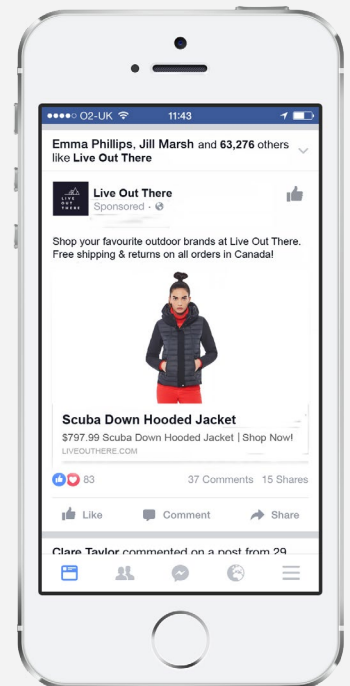 O2-UK 11:43
Emma Phillips, Jill Marsh and 63,276 others
like Live Out There
LIVE
OUT
THERE
Live Out There
Sponsored ·
Shop your favourite outdoor brands at Live Out There.
Free shipping & returns on all orders in Canada!
Scuba Down Hooded Jacket
$797.99 Scuba Down Hooded Jacket | Shop Now!
LIVEOUTHERE.COM
83 37 Comments 15 Shares
Like Comment Share
Clare Taylor commented on a post from 29